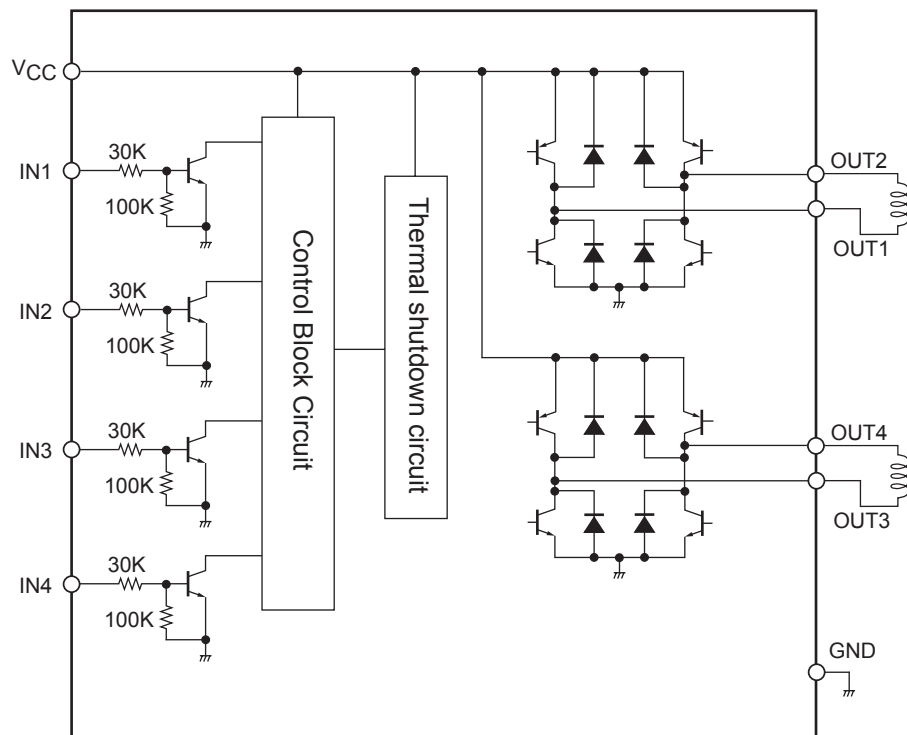 VCC
IN1
30K
100K
IN2
30K
100K
IN3
30K
100K
IN4
30K
100K
Control Block Circuit
Thermal shutdown circuit
OUT2
OUT1
OUT4
OUT3
GND